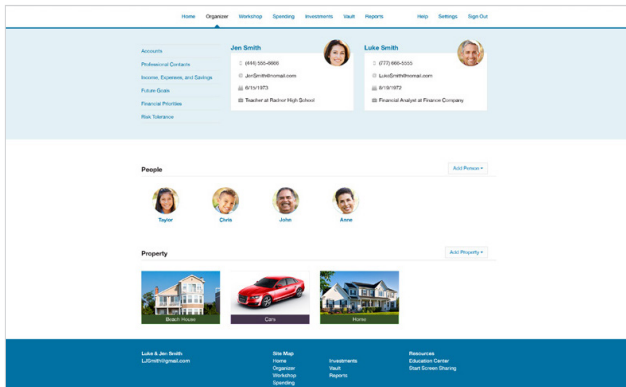 Home Organizer Workshop Spending Investments Vault Reports Help Settings Sign Out
Accounts
Professional Contacts
Income, Expenses, and Savings
Future Goals
Financial Priorities
Risk Tolerance
Jen Smith
(444) 555-6666
JenSmith@nomail.com
6/15/1973
Teacher at Radnor High School
Luke Smith
(777) 666-5555
LukeSmith@nomail.com
8/19/1972
Financial Analyst at Finance Company
People
Add Person
Taylor
Chris
John
Anne
Property
Add Property
Beach House
Cars
Home
Luke & Jen Smith
LJSmith@gmail.com
Site Map
Home
Organizer
Workshop
Spending
Investments
Vault
Reports
Resources
Education Center
Start Screen Sharing